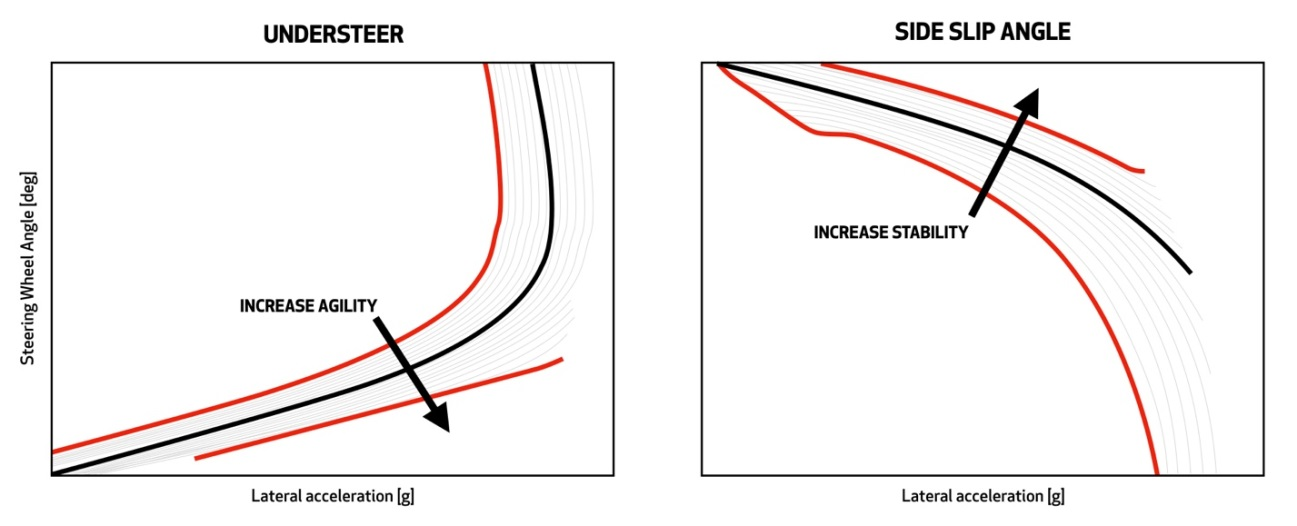 UNDERSTEER
Steering Wheel Angle [deg]
INCREASE AGILITY
Lateral acceleration [g]
SIDE SLIP ANGLE
INCREASE STABILITY
Lateral acceleration [g]